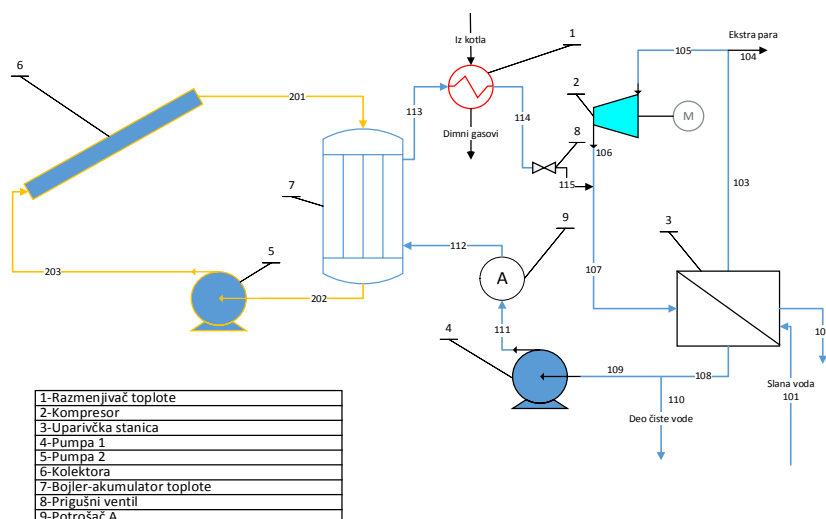 Iz kotla
1
Ekstra para
104
105
2
6
201
113
114
Dimni gasovi
8
M
106
115
103
7
9
3
112
A
107
5
203
202
4
111
109
108
110
Deo čiste vode
Slana voda
101
1-Razmenjivač toplote
2-Kompresor
3-Uparivčka stanica
4-Pumpa 1
5-Pumpa 2
6-Kolektora
7-Bojler-akumulator toplote
8-Prigušni ventil
9-Potrošač A